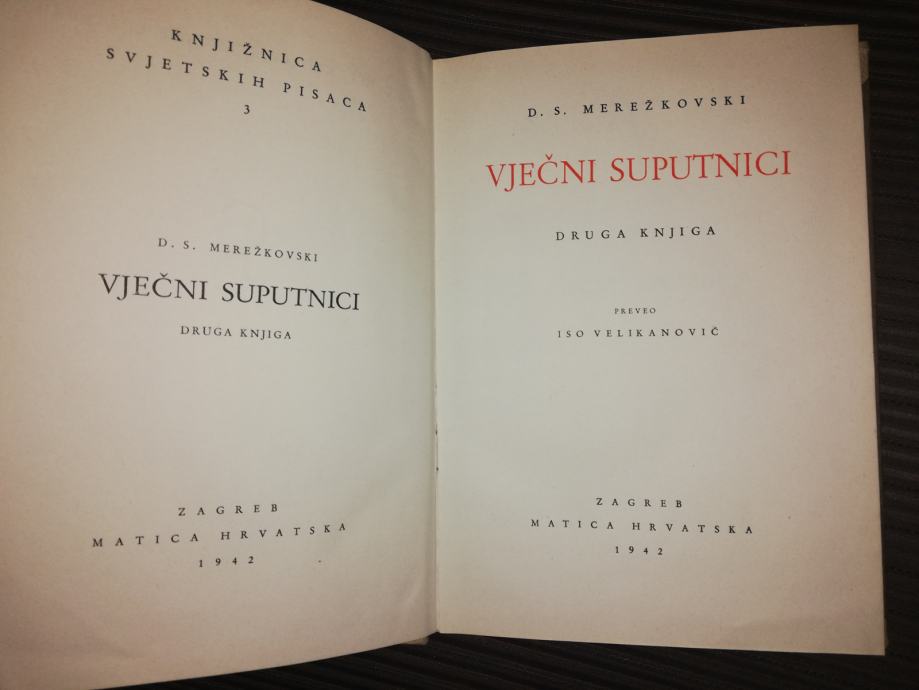 KNJIŽNICA
SVJETSKIH PISACA
3
D. S. MEREŽKOVSKI
VJEČNI SUPUTNICI
DRUGA KNJIGA
ZAGREB
MATICA HRVATSKA
1942
D. S. MEREŽKOVSKI
VJEČNI SUPUTNICI
DRUGA KNJIGA
PREVEO
ISO VELIKANOVIČ
ZAGREB
MATICA HRVATSKA
1942